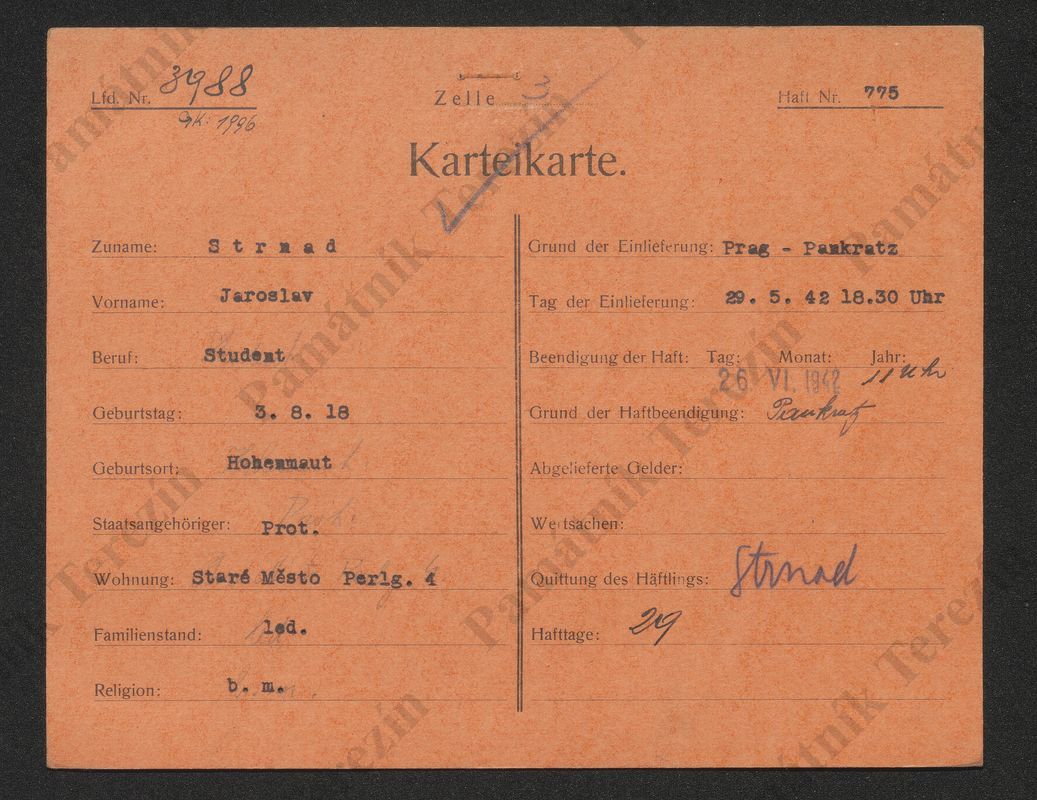 Lfd. Nr. 3988
GK: 1996
Zelle
Haft Nr. 775
Karteikarte.
Zuname: Strnad
Vorname: Jaroslav
Beruf: Student
Geburtstag: 3. 8. 18
Geburtsort: Hohenmaut
Staatsangehöriger: Prot.
Wohnung: Staré Město Perlg. 4
Familienstand: led.
Religion: b. m.
Grund der Einlieferung: Prag - Pankratz
Tag der Einlieferung: 29. 5. 42 18.30 Uhr
Beendigung der Haft: Tag: Monat: Jahr:
26. VI. 1942 11 Uhr
Grund der Haftbeendigung: Pankratz
Abgelieferte Gelder:
Wertsachen:
Quittung des Häftlings: Strnad
Hafttage: 29
Památník Terezín